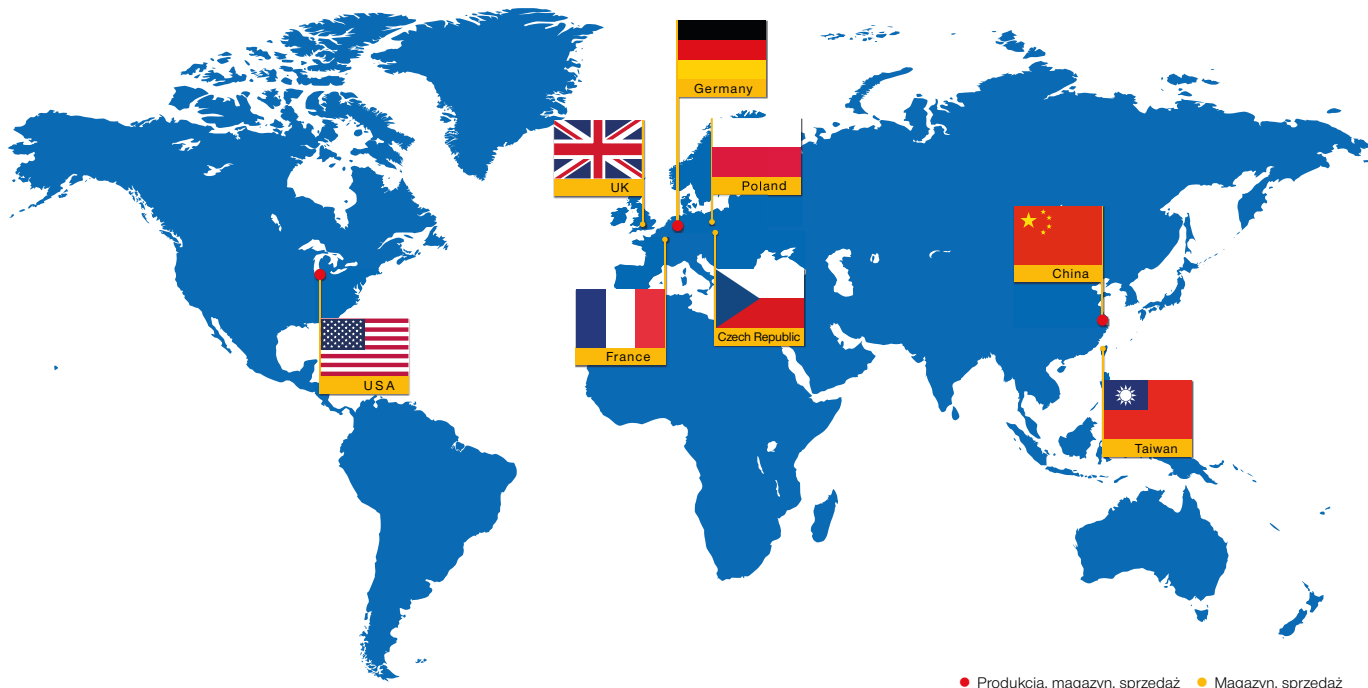 Germany
UK
Poland
China
USA
France
Czech Republic
Taiwan
Produkcja, magazyn, sprzedaż
Magazyn, sprzedaż